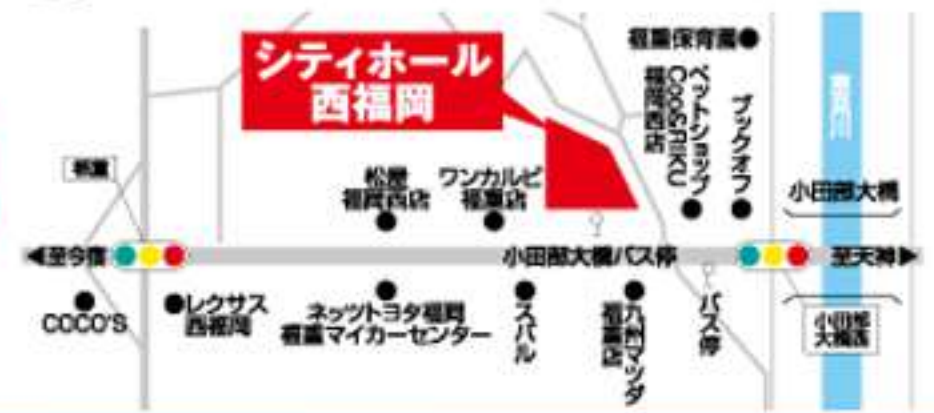 シティホール
西福岡
福重保育園
ペットショップ
Coo&RIKU
福岡西店
ブックオフ
室見川
福重
松屋
福岡西店
ワンカルビ
福重店
小田部大橋
◀至今宿
小田部大橋バス停
至天神▶
COCO'S
レクサス
西福岡
ネッツトヨタ福岡
福重マイカーセンター
スバル
九州マツダ
福重店
バス停
小田部
大橋西